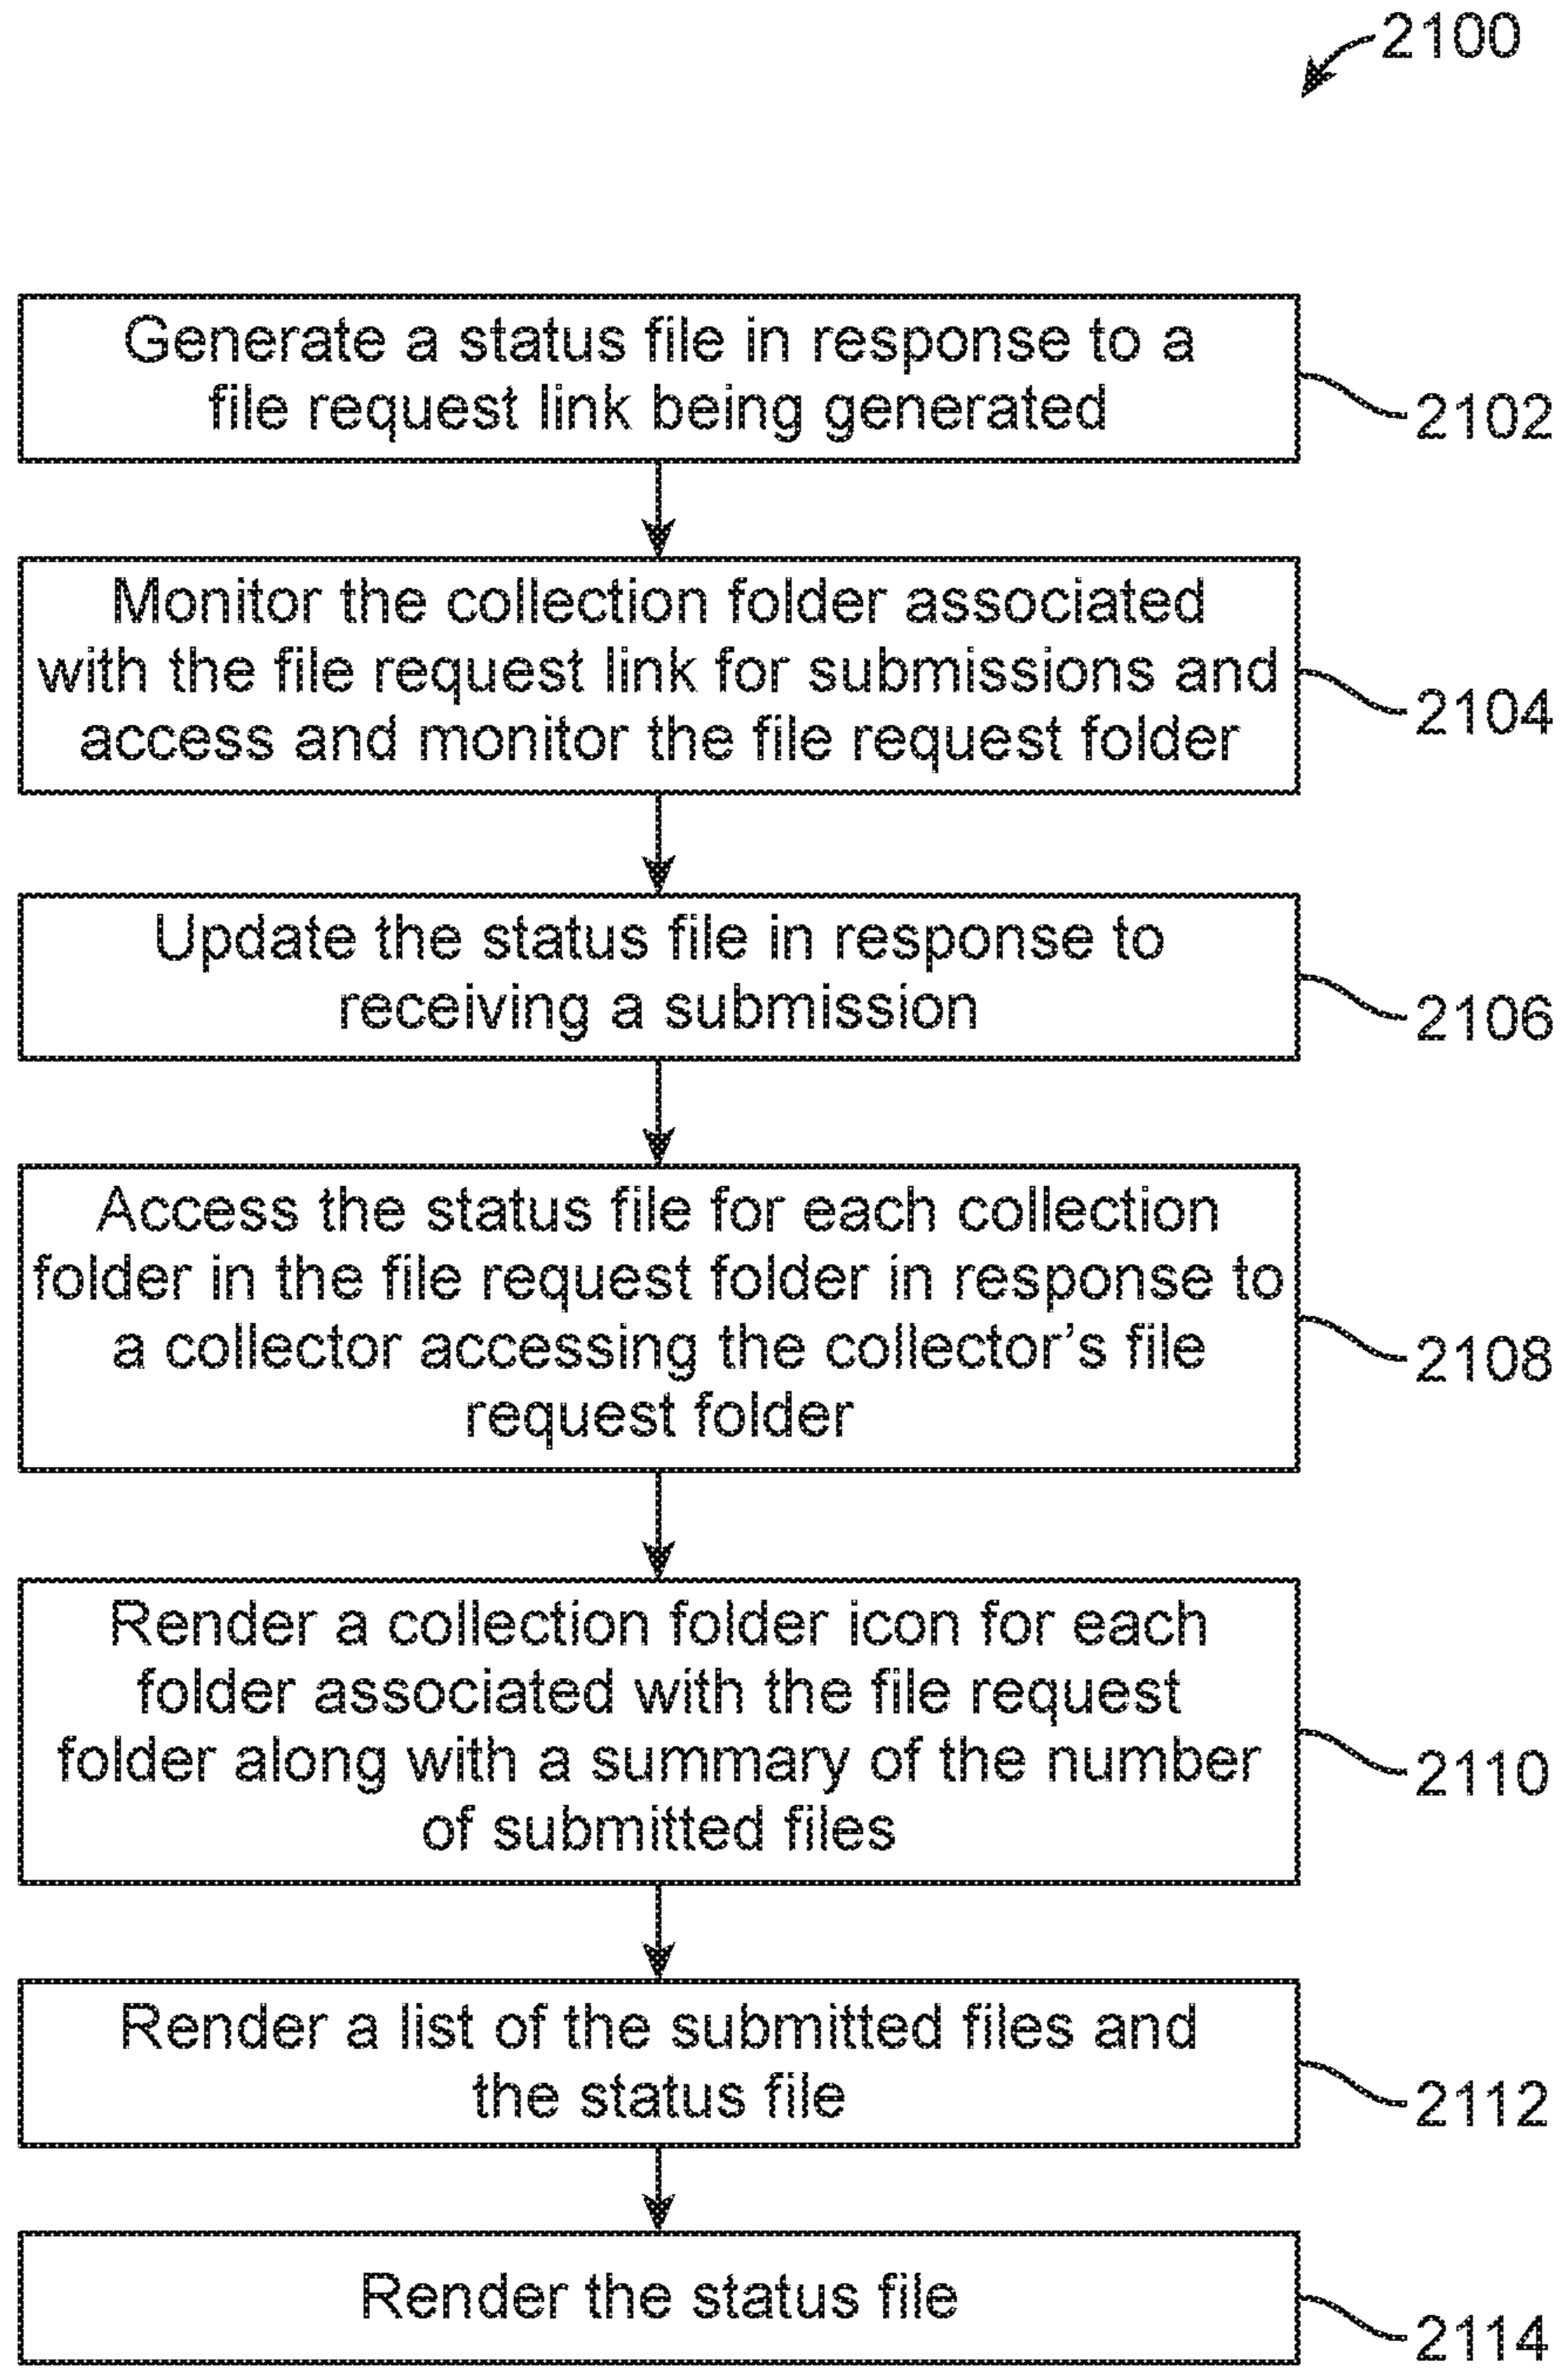 2100
Generate a status file in response to a
file request link being generated
2102
Monitor the collection folder associated
with the file request link for submissions and
access and monitor the file request folder
2104
Update the status file in response to
receiving a submission
2106
Access the status file for each collection
folder in the file request folder in response to
a collector accessing the collector's file
request folder
2108
Render a collection folder icon for each
folder associated with the file request
folder along with a summary of the number
of submitted files
2110
Render a list of the submitted files and
the status file
2112
Render the status file
2114